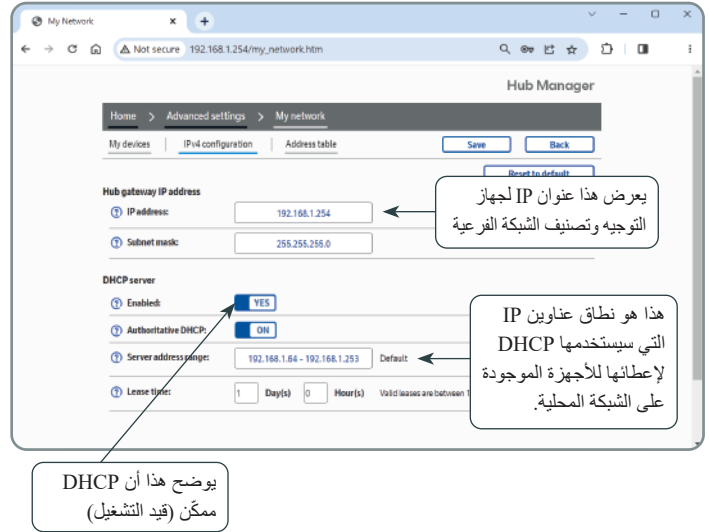 My Network
Not secure 192.168.1.254/my_network.htm
Hub Manager
Home > Advanced settings > My network
My devices | IPv4 configuration | Address table
Save Back
Reset to default
Hub gateway IP address
IP address: 192.168.1.254
يعرض هذا عنوان IP لجهاز
التوجيه وتصنيف الشبكة الفرعية
Subnet mask: 255.255.255.0
DHCP server
Enabled: YES
Authoritative DHCP: ON
Server address range: 192.168.1.64 - 192.168.1.253 Default
هذا هو نطاق عناوين IP
التي سيستخدمها DHCP
لإعطائها للأجهزة الموجودة
على الشبكة المحلية.
Lease time: 1 Day(s) 0 Hour(s) Valid leases are between 1
يوضح هذا أن DHCP
ممكّن (قيد التشغيل)